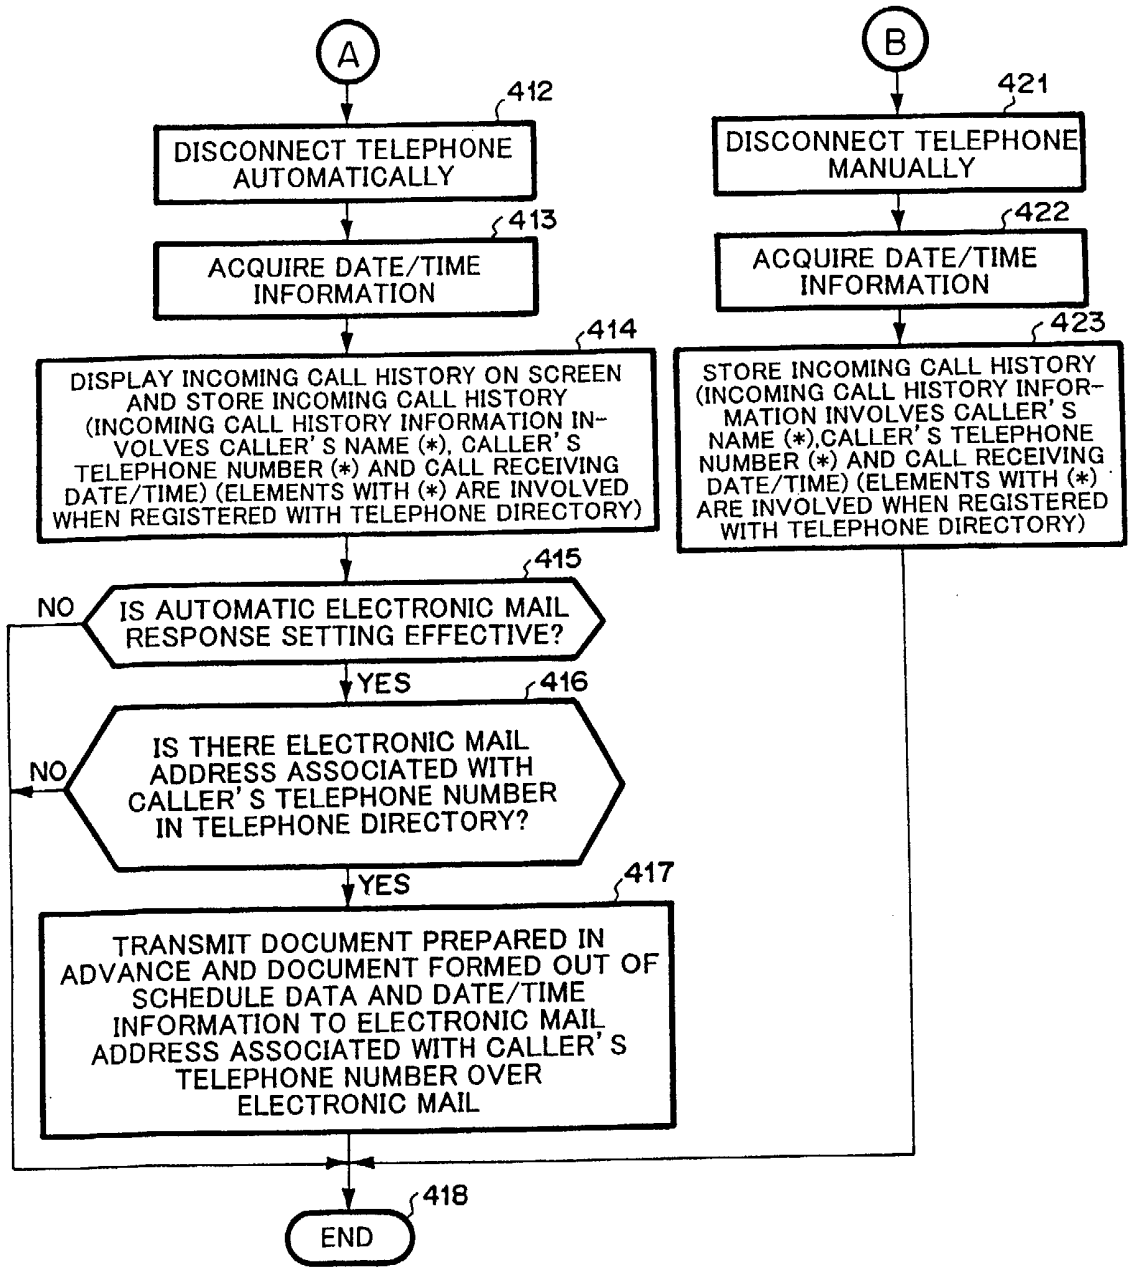 A
412
DISCONNECT TELEPHONE
AUTOMATICALLY
413
ACQUIRE DATE/TIME
INFORMATION
414
DISPLAY INCOMING CALL HISTORY ON SCREEN
AND STORE INCOMING CALL HISTORY
(INCOMING CALL HISTORY INFORMATION IN-
VOLVES CALLER'S NAME (*), CALLER'S
TELEPHONE NUMBER (*) AND CALL RECEIVING
DATE/TIME) (ELEMENTS WITH (*) ARE INVOLVED
WHEN REGISTERED WITH TELEPHONE DIRECTORY)
415
NO
IS AUTOMATIC ELECTRONIC MAIL
RESPONSE SETTING EFFECTIVE?
YES
416
NO
IS THERE ELECTRONIC MAIL
ADDRESS ASSOCIATED WITH
CALLER'S TELEPHONE NUMBER
IN TELEPHONE DIRECTORY?
YES
417
TRANSMIT DOCUMENT PREPARED IN
ADVANCE AND DOCUMENT FORMED OUT OF
SCHEDULE DATA AND DATE/TIME
INFORMATION TO ELECTRONIC MAIL
ADDRESS ASSOCIATED WITH CALLER'S
TELEPHONE NUMBER OVER
ELECTRONIC MAIL
418
END
B
421
DISCONNECT TELEPHONE
MANUALLY
422
ACQUIRE DATE/TIME
INFORMATION
423
STORE INCOMING CALL HISTORY
(INCOMING CALL HISTORY INFOR-
MATION INVOLVES CALLER'S
NAME (*),CALLER'S TELEPHONE
NUMBER (*) AND CALL RECEIVING
DATE/TIME) (ELEMENTS WITH (*)
ARE INVOLVED WHEN REGISTERED
WITH TELEPHONE DIRECTORY)